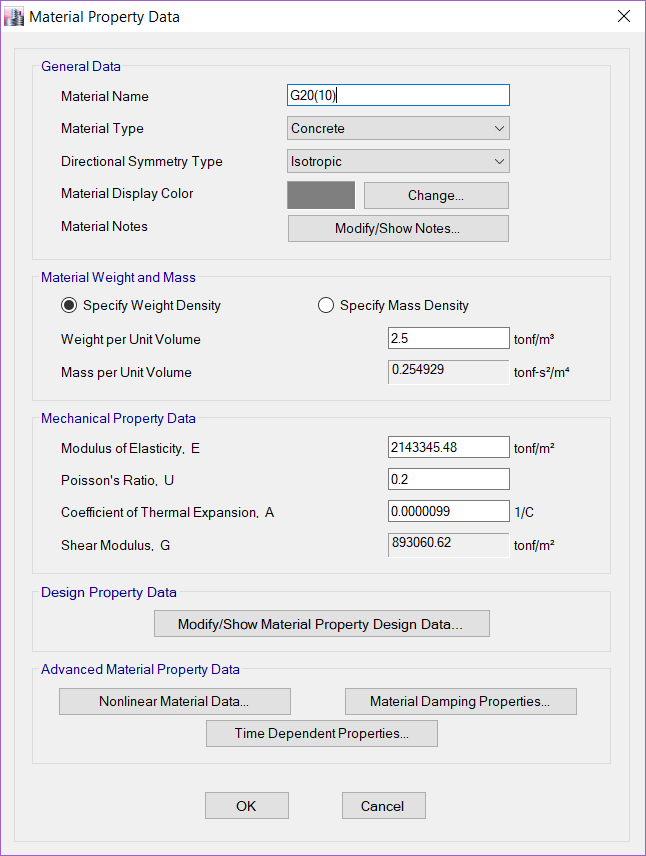 Material Property Data
General Data
Material Name G20(10)
Material Type Concrete
Directional Symmetry Type Isotropic
Material Display Color Change...
Material Notes Modify/Show Notes...
Material Weight and Mass
Specify Weight Density Specify Mass Density
Weight per Unit Volume 2.5 tonf/m³
Mass per Unit Volume 0.254929 tonf-s²/m⁴
Mechanical Property Data
Modulus of Elasticity, E 2143345.48 tonf/m²
Poisson's Ratio, U 0.2
Coefficient of Thermal Expansion, A 0.0000099 1/C
Shear Modulus, G 893060.62 tonf/m²
Design Property Data
Modify/Show Material Property Design Data...
Advanced Material Property Data
Nonlinear Material Data... Material Damping Properties...
Time Dependent Properties...
OK Cancel